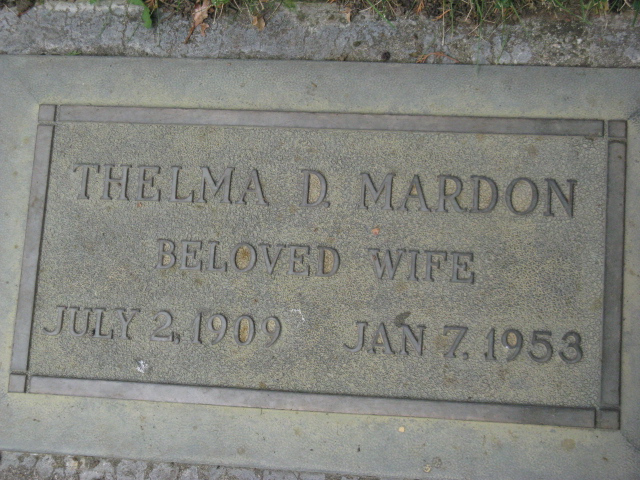 THELMA D. MARDON
BELOVED WIFE
JULY 2, 1909 JAN 7, 1953